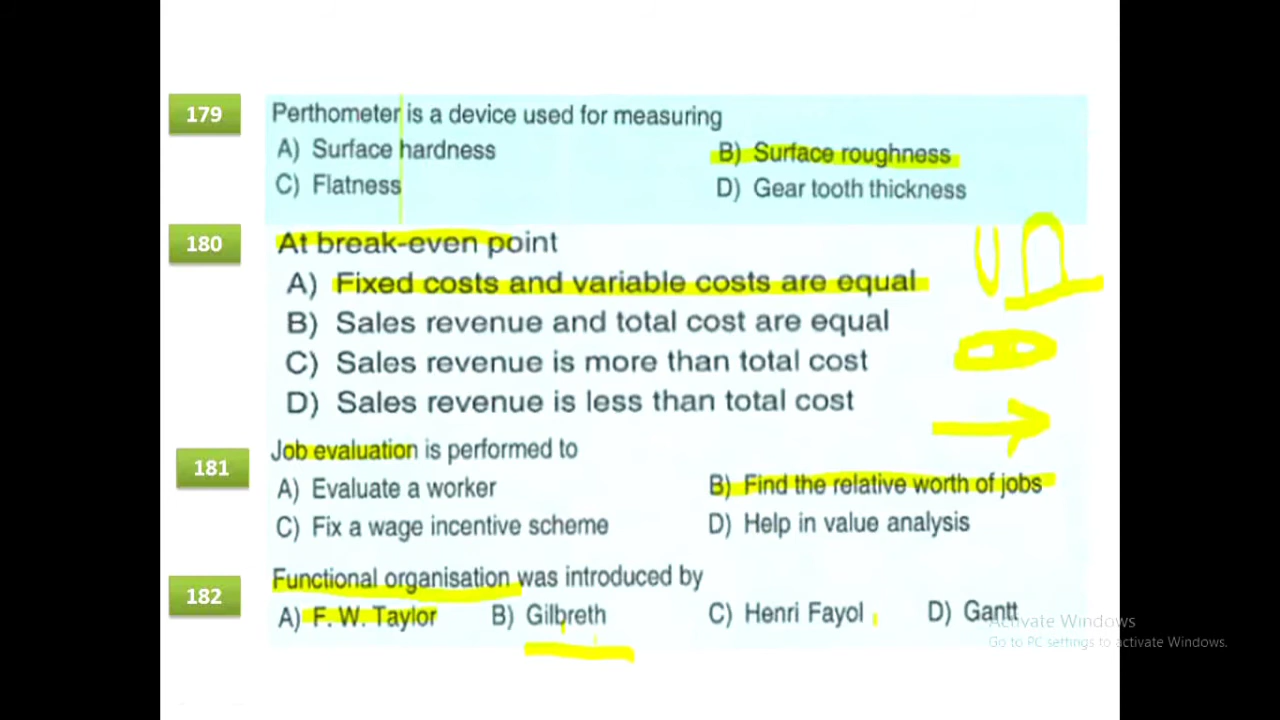 179
Perthometer is a device used for measuring
A) Surface hardness B) Surface roughness
C) Flatness D) Gear tooth thickness
180
At break-even point
A) Fixed costs and variable costs are equal
B) Sales revenue and total cost are equal
C) Sales revenue is more than total cost
D) Sales revenue is less than total cost
181
Job evaluation is performed to
A) Evaluate a worker B) Find the relative worth of jobs
C) Fix a wage incentive scheme D) Help in value analysis
182
Functional organisation was introduced by
A) F. W. Taylor B) Gilbreth C) Henri Fayol D) Gantt
Activate Windows
Go to PC settings to activate Windows.